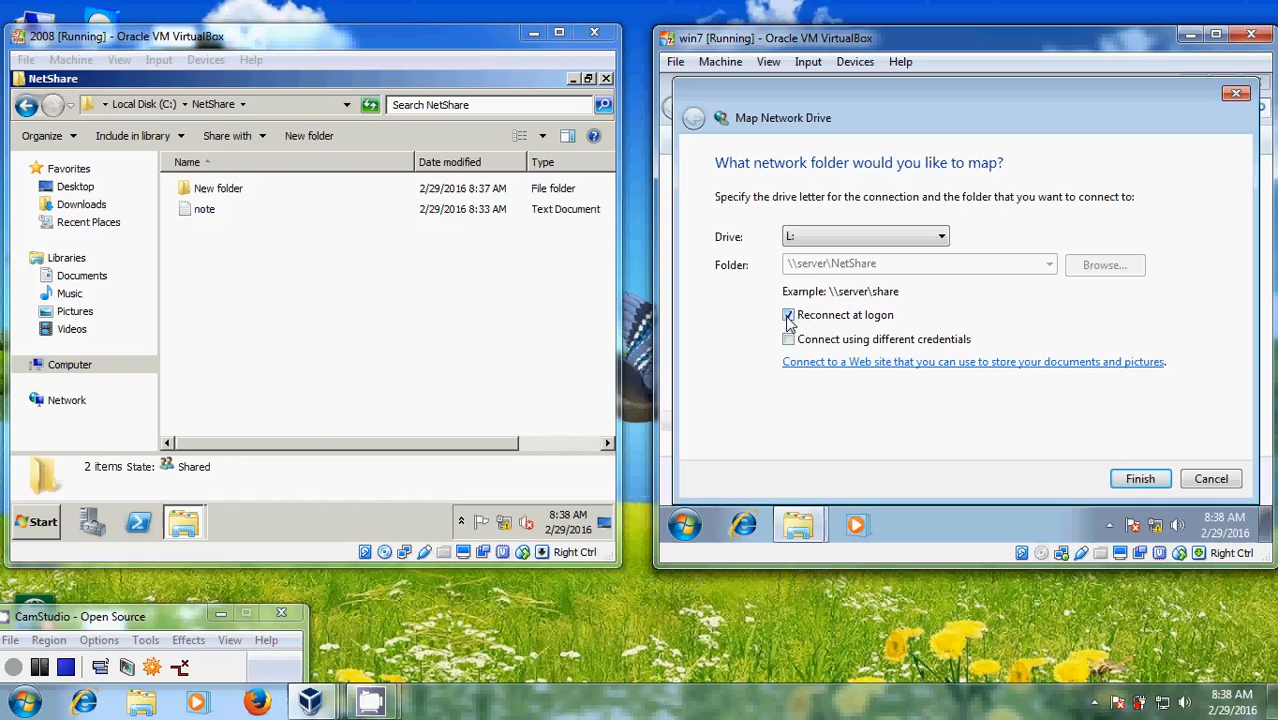 2008 [Running] - Oracle VM VirtualBox
File Machine View Input Devices Help
NetShare
Local Disk (C:) NetShare
Search NetShare
Organize Include in library Share with New folder
Favorites
Desktop
Downloads
Recent Places
Libraries
Documents
Music
Pictures
Videos
Computer
Network
Name Date modified Type
New folder 2/29/2016 8:37 AM File folder
note 2/29/2016 8:33 AM Text Document
2 items State: Shared
Start
8:38 AM
2/29/2016
Right Ctrl
win7 [Running] - Oracle VM VirtualBox
File Machine View Input Devices Help
Map Network Drive
What network folder would you like to map?
Specify the drive letter for the connection and the folder that you want to connect to:
Drive: L:
Folder: \\server\NetShare Browse...
Example: \\server\share
Reconnect at logon
Connect using different credentials
Connect to a Web site that you can use to store your documents and pictures.
Finish Cancel
8:38 AM
2/29/2016
Right Ctrl
CamStudio - Open Source
File Region Options Tools Effects View Help
8:38 AM
2/29/2016